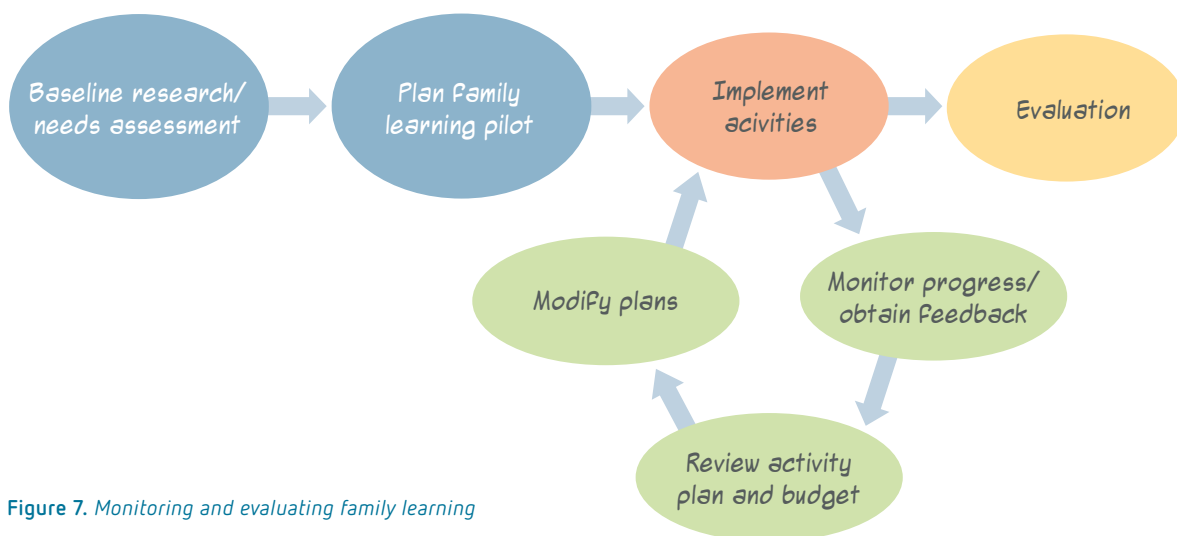 Baseline research/
needs assessment
Plan family
learning pilot
Implement
acivities
Evaluation
Modify plans
Monitor progress/
obtain feedback
Review activity
plan and budget
Figure 7. Monitoring and evaluating family learning